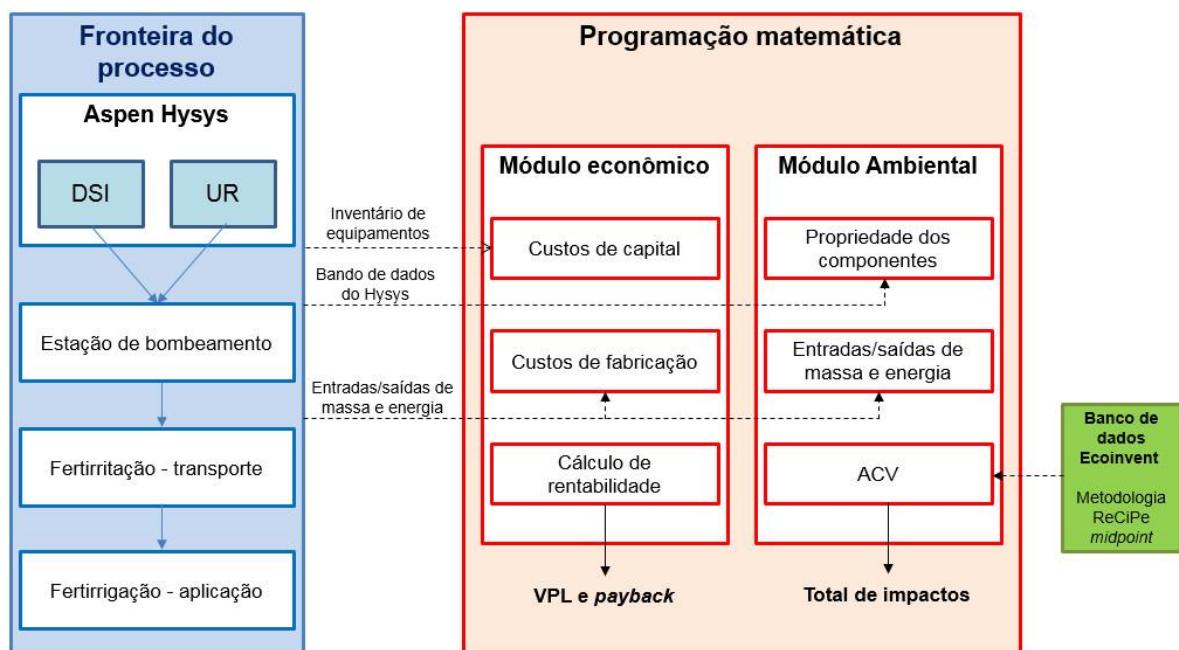 Fronteira do
processo
Aspen Hysys
DSI
UR
Estação de bombeamento
Fertirritação - transporte
Fertirrigação - aplicação
Inventário de
equipamentos
Bando de dados
do Hysys
Entradas/saídas de
massa e energia
Programação matemática
Módulo econômico
Custos de capital
Custos de fabricação
Cálculo de
rentabilidade
VPL e payback
Módulo Ambiental
Propriedade dos
componentes
Entradas/saídas de
massa e energia
ACV
Total de impactos
Banco de
dados
Ecoinvent
Metodologia
ReCiPe
midpoint